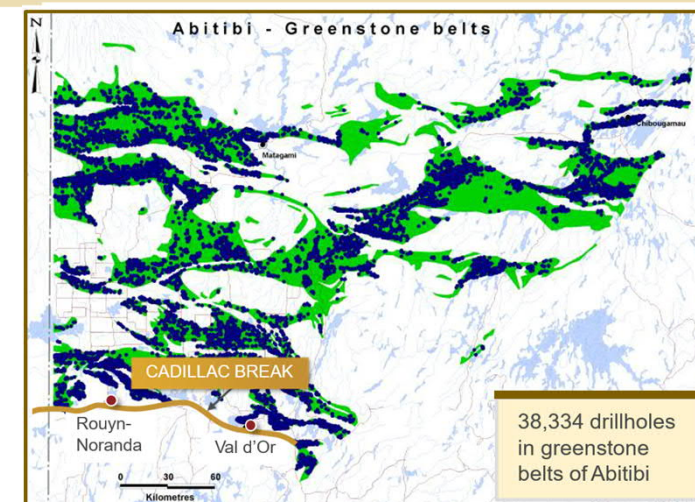 Abitibi - Greenstone belts
N
Chibougamau
Matagami
CADILLAC BREAK
Rouyn-
Noranda
Val d'Or
0 30 60
Kilometres
38,334 drillholes
in greenstone
belts of Abitibi